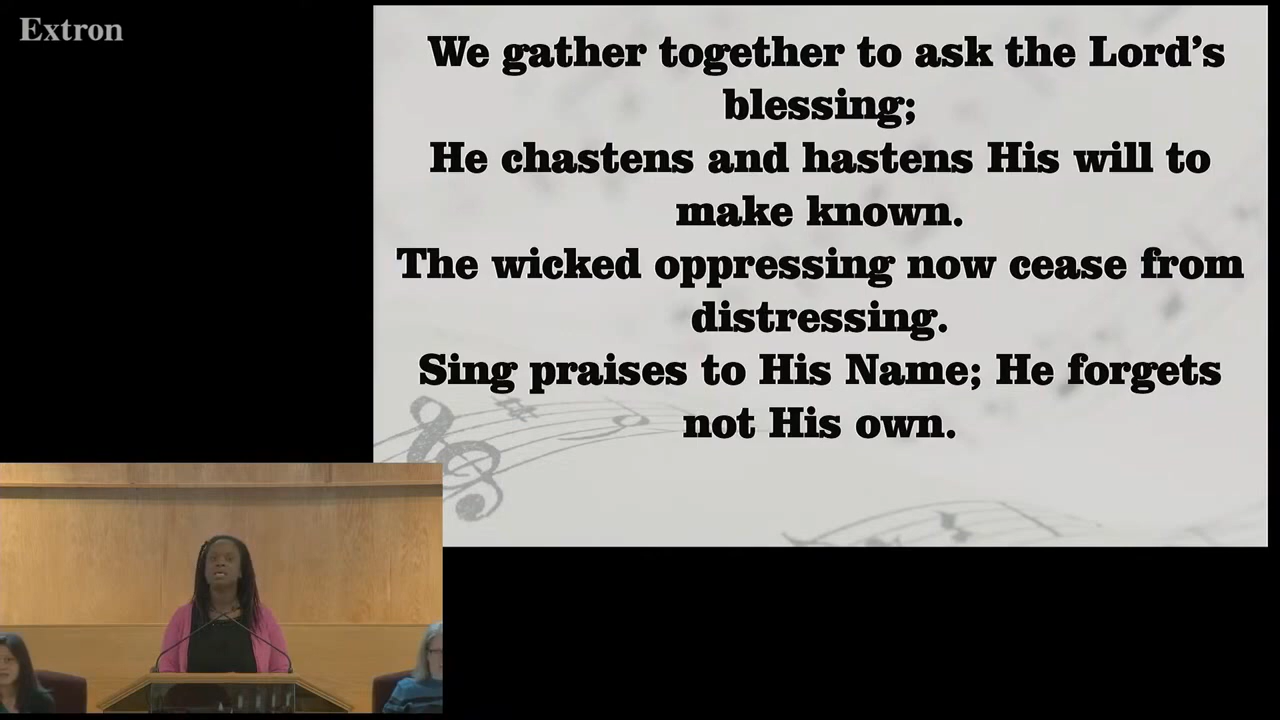 Extron
We gather together to ask the Lord’s
blessing;
He chastens and hastens His will to
make known.
The wicked oppressing now cease from
distressing.
Sing praises to His Name; He forgets
not His own.